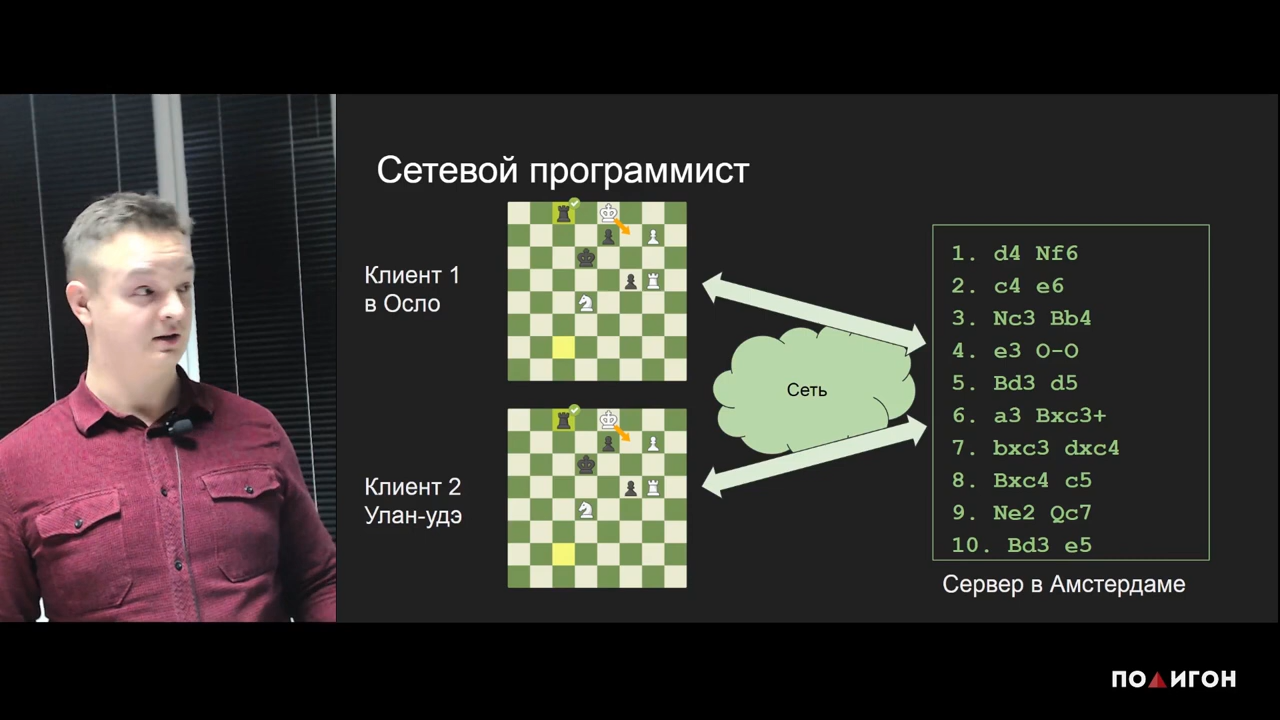 Сетевой программист
Клиент 1
в Осло
Клиент 2
Улан-удэ
Сеть
1. d4 Nf6
2. c4 e6
3. Nc3 Bb4
4. e3 O-O
5. Bd3 d5
6. a3 Bxc3+
7. bxc3 dxc4
8. Bxc4 c5
9. Ne2 Qc7
10. Bd3 e5
Сервер в Амстердаме
ПОЛИГОН